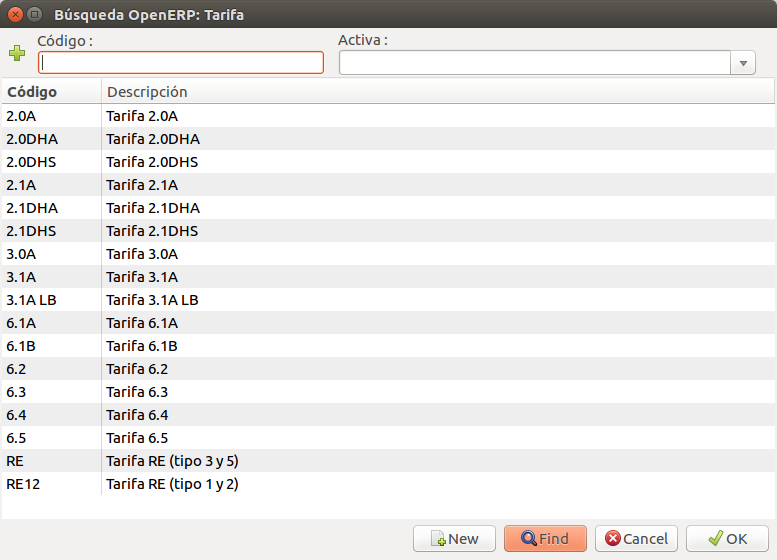 Búsqueda OpenERP: Tarifa
Código : Activa :
Código Descripción
2.0A Tarifa 2.0A
2.0DHA Tarifa 2.0DHA
2.0DHS Tarifa 2.0DHS
2.1A Tarifa 2.1A
2.1DHA Tarifa 2.1DHA
2.1DHS Tarifa 2.1DHS
3.0A Tarifa 3.0A
3.1A Tarifa 3.1A
3.1A LB Tarifa 3.1A LB
6.1A Tarifa 6.1A
6.1B Tarifa 6.1B
6.2 Tarifa 6.2
6.3 Tarifa 6.3
6.4 Tarifa 6.4
6.5 Tarifa 6.5
RE Tarifa RE (tipo 3 y 5)
RE12 Tarifa RE (tipo 1 y 2)
New Find Cancel OK